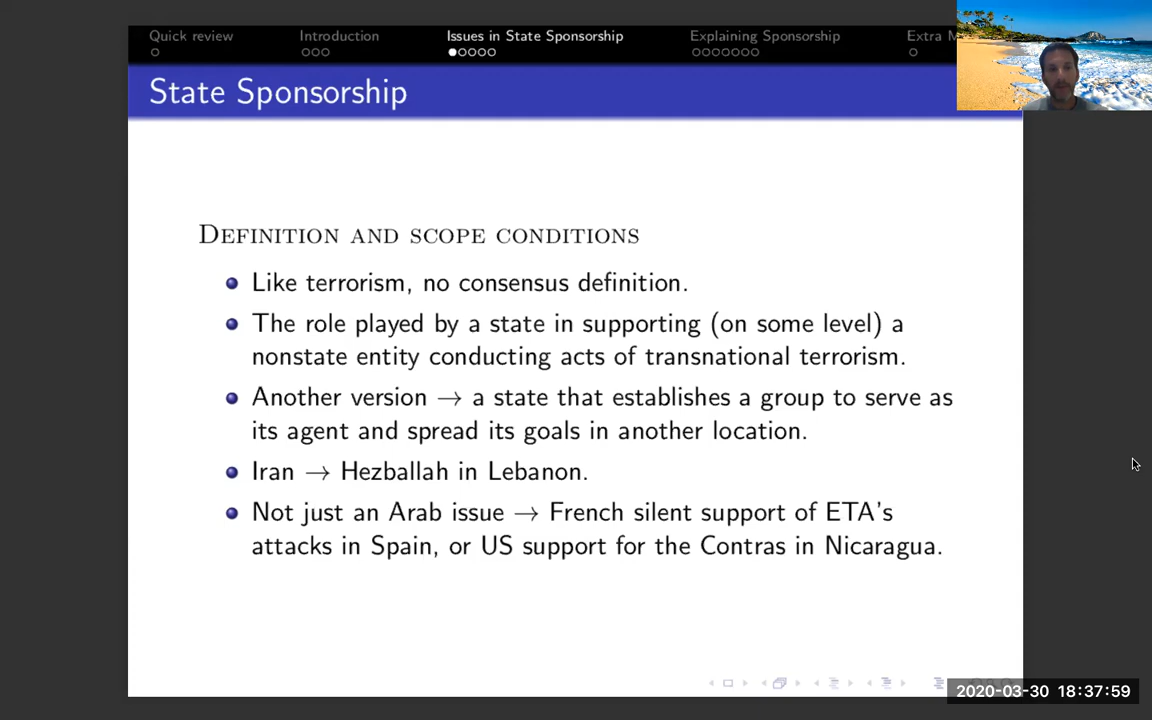 Quick review
Introduction
Issues in State Sponsorship
Explaining Sponsorship
Extra M
State Sponsorship
Definition and scope conditions
Like terrorism, no consensus definition.
The role played by a state in supporting (on some level) a
nonstate entity conducting acts of transnational terrorism.
Another version → a state that establishes a group to serve as
its agent and spread its goals in another location.
Iran → Hezballah in Lebanon.
Not just an Arab issue → French silent support of ETA's
attacks in Spain, or US support for the Contras in Nicaragua.
2020-03-30 18:37:59